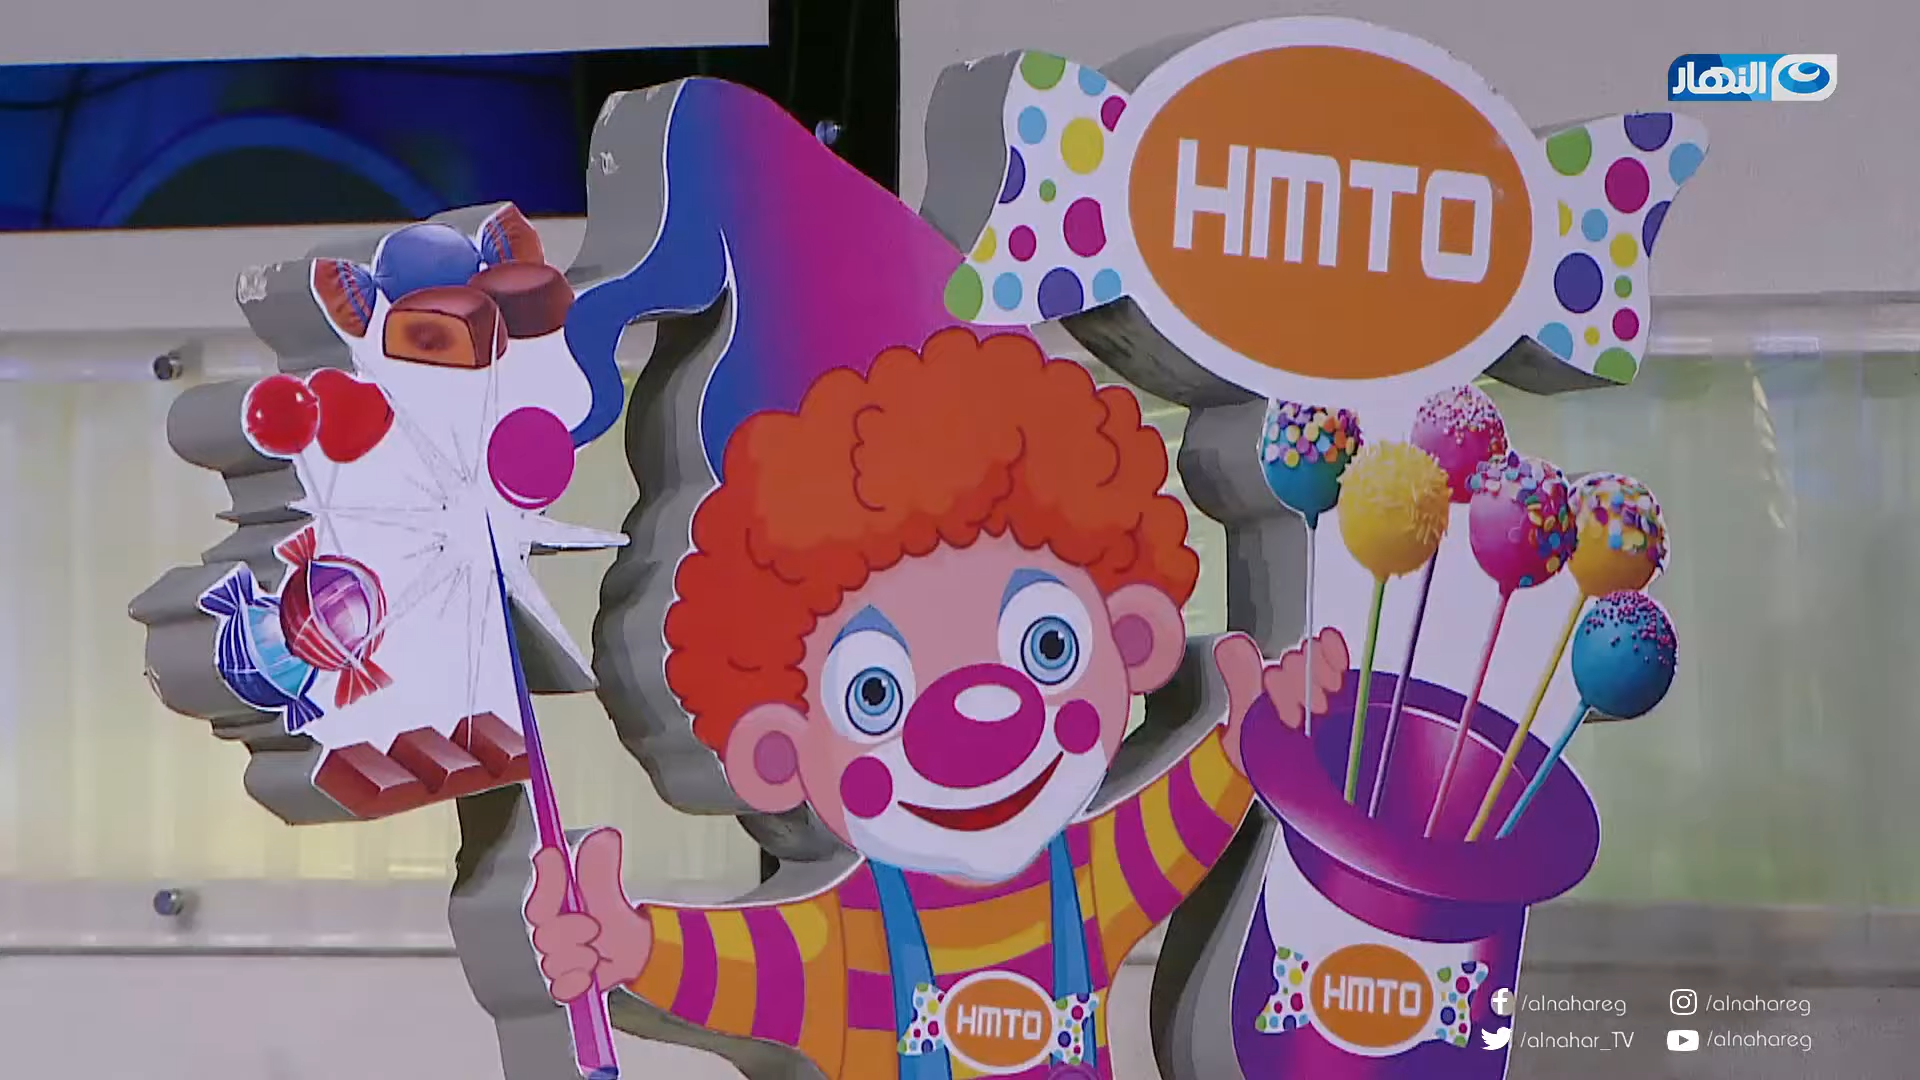 النهار
HMTO
HMTO
HMTO
/alnahareg
/alnahareg
/alnahar_TV
/alnahareg